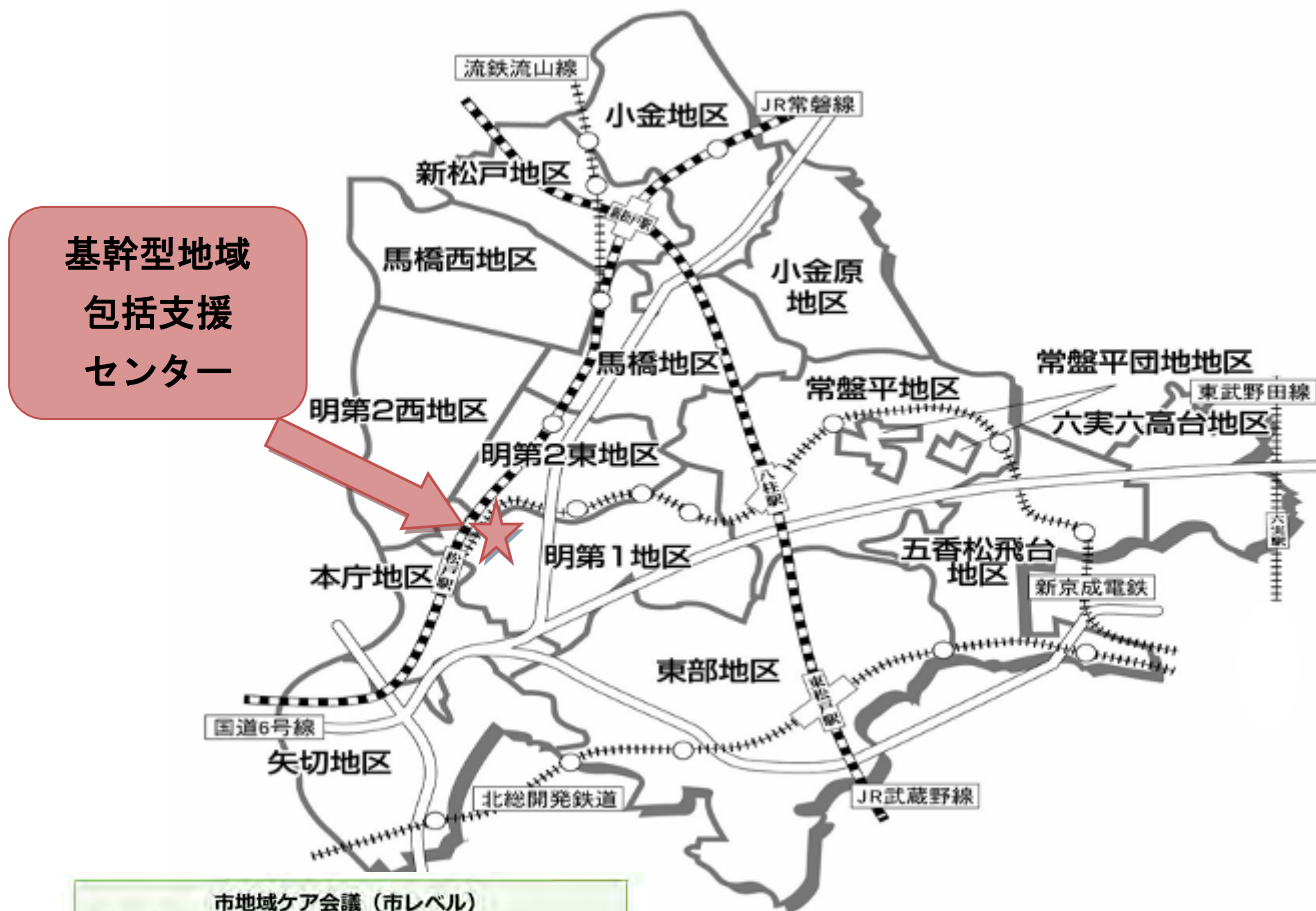 流鉄流山線
JR常磐線
小金地区
新松戸地区
新松戸駅
基幹型地域
包括支援
センター
馬橋西地区
小金原
地区
馬橋地区
常盤平団地地区
常盤平地区
東武野田線
明第2西地区
六実六高台地区
明第2東地区
八柱駅
六実駅
五香松飛台
地区
明第1地区
松戸駅
本庁地区
新京成電鉄
東部地区
東松戸駅
国道6号線
矢切地区
北総開発鉄道
JR武蔵野線
市地域ケア会議（市レベル）